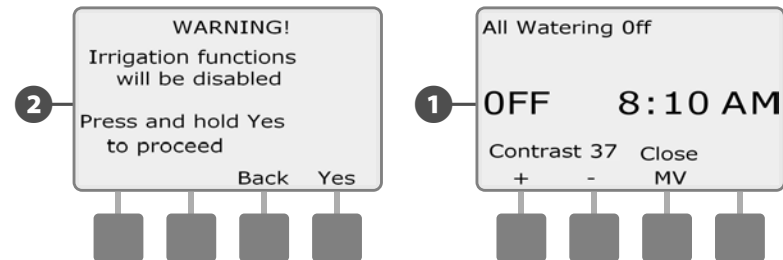 2
WARNING!
Irrigation functions
will be disabled
Press and hold Yes
to proceed
Back Yes
1
All Watering Off
OFF 8:10 AM
Contrast 37 Close
+ - MV